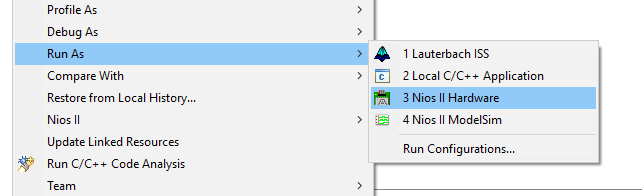 Profile As
Debug As
Run As
Compare With
Restore from Local History...
Nios II
Update Linked Resources
Run C/C++ Code Analysis
Team
1 Lauterbach ISS
2 Local C/C++ Application
3 Nios II Hardware
4 Nios II ModelSim
Run Configurations...